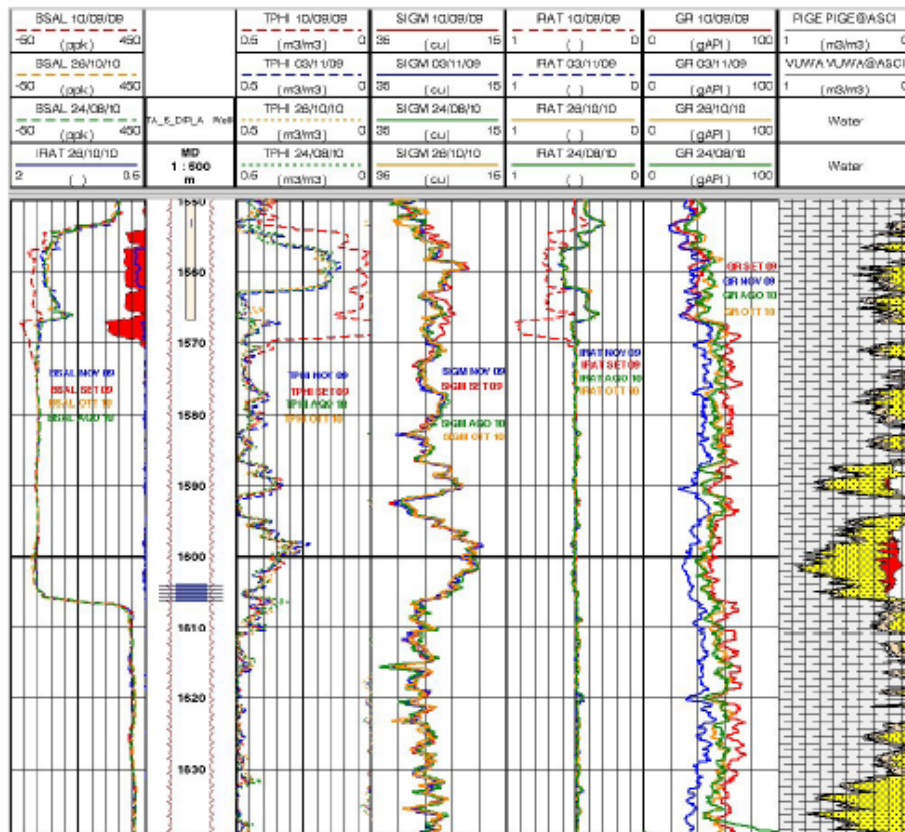 BSAL 10/09/09
-50 (ppk) 450
BSAL 26/10/10
-50 (ppk) 450
BSAL 24/08/10
-50 (ppk) 450
IRAT 26/10/10
2 ( ) 0.5
MD
1 : 500
m
TPHI 10/09/09
0.5 (m3/m3) 0
TPHI 03/11/09
0.5 (m3/m3) 0
TPHI 26/10/10
0.5 (m3/m3) 0
TPHI 24/08/10
0.5 (m3/m3) 0
SIGM 10/09/09
35 (cu) 15
SIGM 03/11/09
35 (cu) 15
SIGM 24/08/10
35 (cu) 15
SIGM 26/10/10
35 (cu) 15
IRAT 10/09/09
1 ( ) 0
IRAT 03/11/09
1 ( ) 0
IRAT 26/10/10
1 ( ) 0
IRAT 24/08/10
1 ( ) 0
GR 10/09/09
0 (gAPI) 100
GR 03/11/09
0 (gAPI) 100
GR 26/10/10
0 (gAPI) 100
GR 24/08/10
0 (gAPI) 100
PIGE PIGE@ASCI
1 (m3/m3) 0
VUWA VUWA@ASCI
1 (m3/m3) 0
Water
Water
1550
1560
1570
1580
1590
1600
1610
1620
1630
BSAL NOV 09
BSAL SET 09
BSAL OTT 10
BSAL AGO 10
TPHI NOV 09
TPHI SET 09
TPHI AGO 10
TPHI OTT 10
SIGM NOV 09
SIGM SET 09
SIGM AGO 10
SIGM OTT 10
IRAT NOV 09
IRAT SET 09
IRAT AGO 10
IRAT OTT 10
GR SET 09
GR NOV 09
GR AGO 10
GR OTT 10